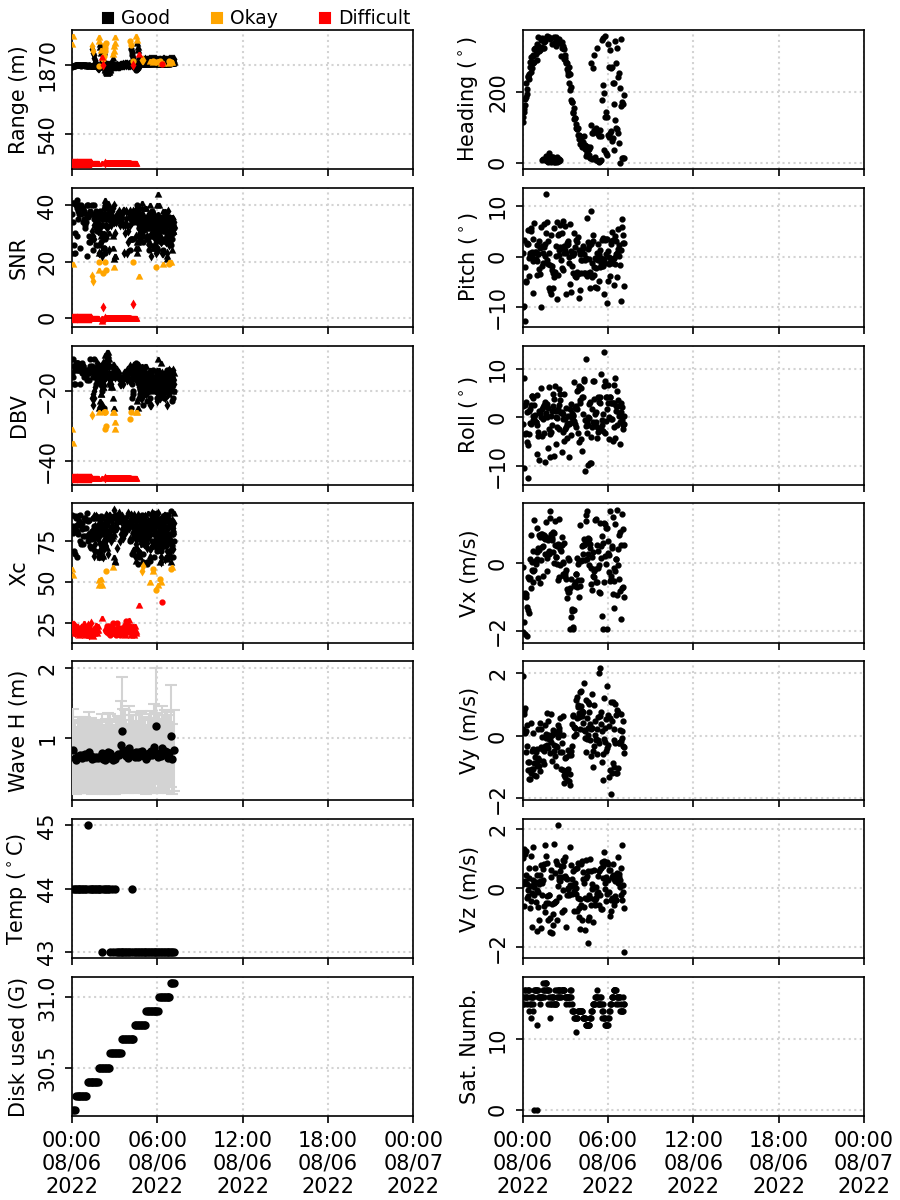 Good Okay Difficult
Range (m)
1870
540
Heading (°)
200
0
SNR
40
20
0
Pitch (°)
10
0
−10
DBV
−20
−40
Roll (°)
10
0
−10
Xc
75
50
25
Vx (m/s)
0
−2
Wave H (m)
2
1
Vy (m/s)
2
0
−2
Temp (°C)
45
44
43
Vz (m/s)
2
0
−2
Disk used (G)
31.0
30.5
Sat. Numb.
10
0
00:00 06:00 12:00 18:00 00:00
08/06 08/06 08/06 08/06 08/07
2022 2022 2022 2022 2022
00:00 06:00 12:00 18:00 00:00
08/06 08/06 08/06 08/06 08/07
2022 2022 2022 2022 2022